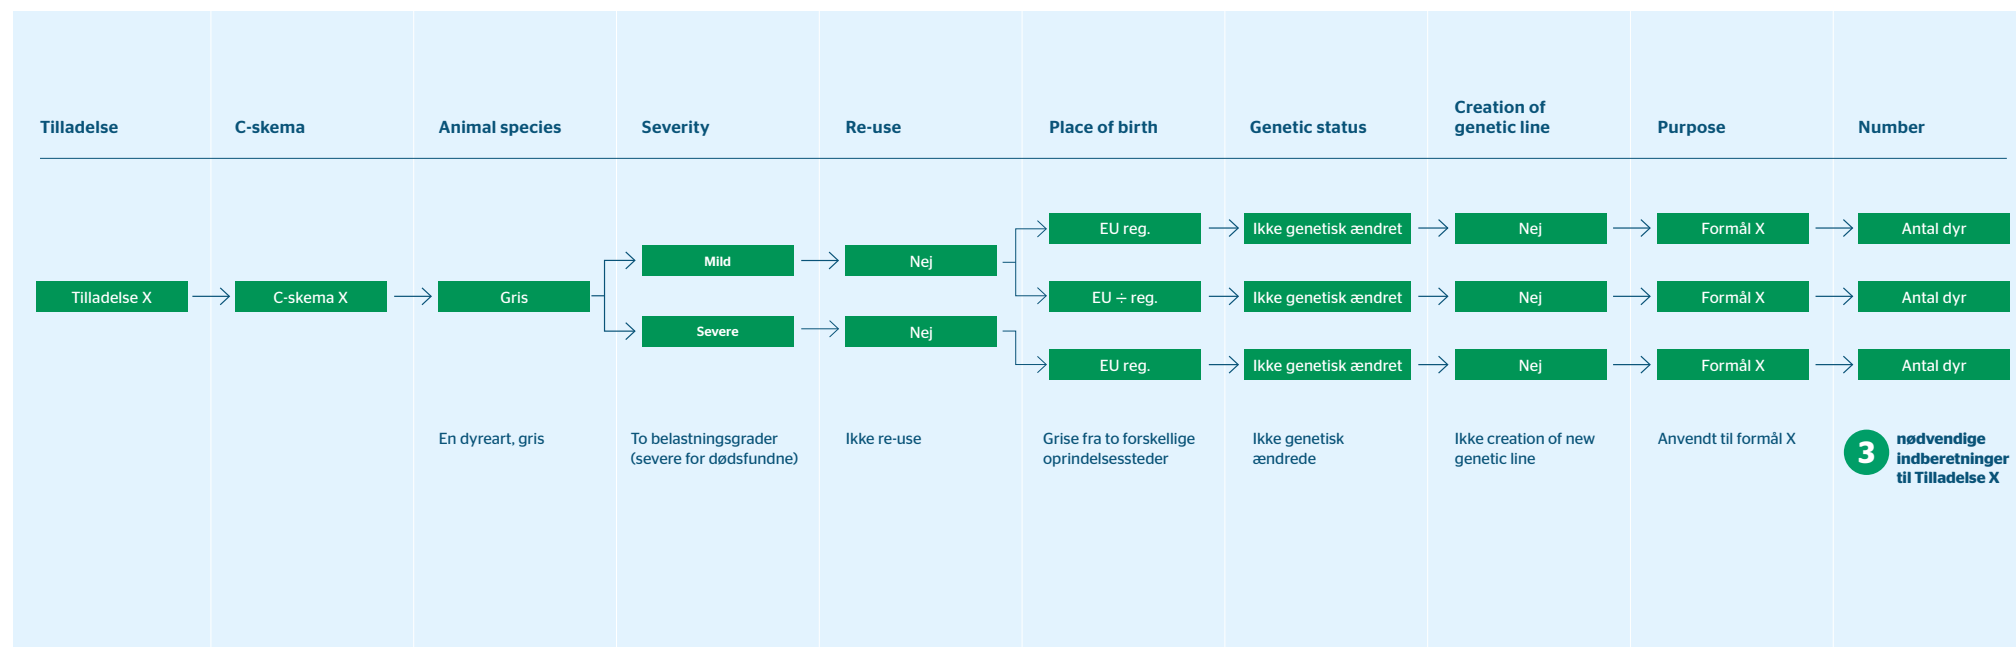 Tilladelse
C-skema
Animal species
Severity
Re-use
Place of birth
Genetic status
Creation of
genetic line
Purpose
Number
Tilladelse X
C-skema X
Gris
Mild
Severe
Nej
Nej
EU reg.
Ikke genetisk ændret
Nej
Formål X
Antal dyr
EU ÷ reg.
Ikke genetisk ændret
Nej
Formål X
Antal dyr
EU reg.
Ikke genetisk ændret
Nej
Formål X
Antal dyr
En dyreart, gris
To belastningsgrader
(severe for dødsfundne)
Ikke re-use
Grise fra to forskellige
oprindelsessteder
Ikke genetisk
ændrede
Ikke creation of new
genetic line
Anvendt til formål X
3
nødvendige
indberetninger
til Tilladelse X